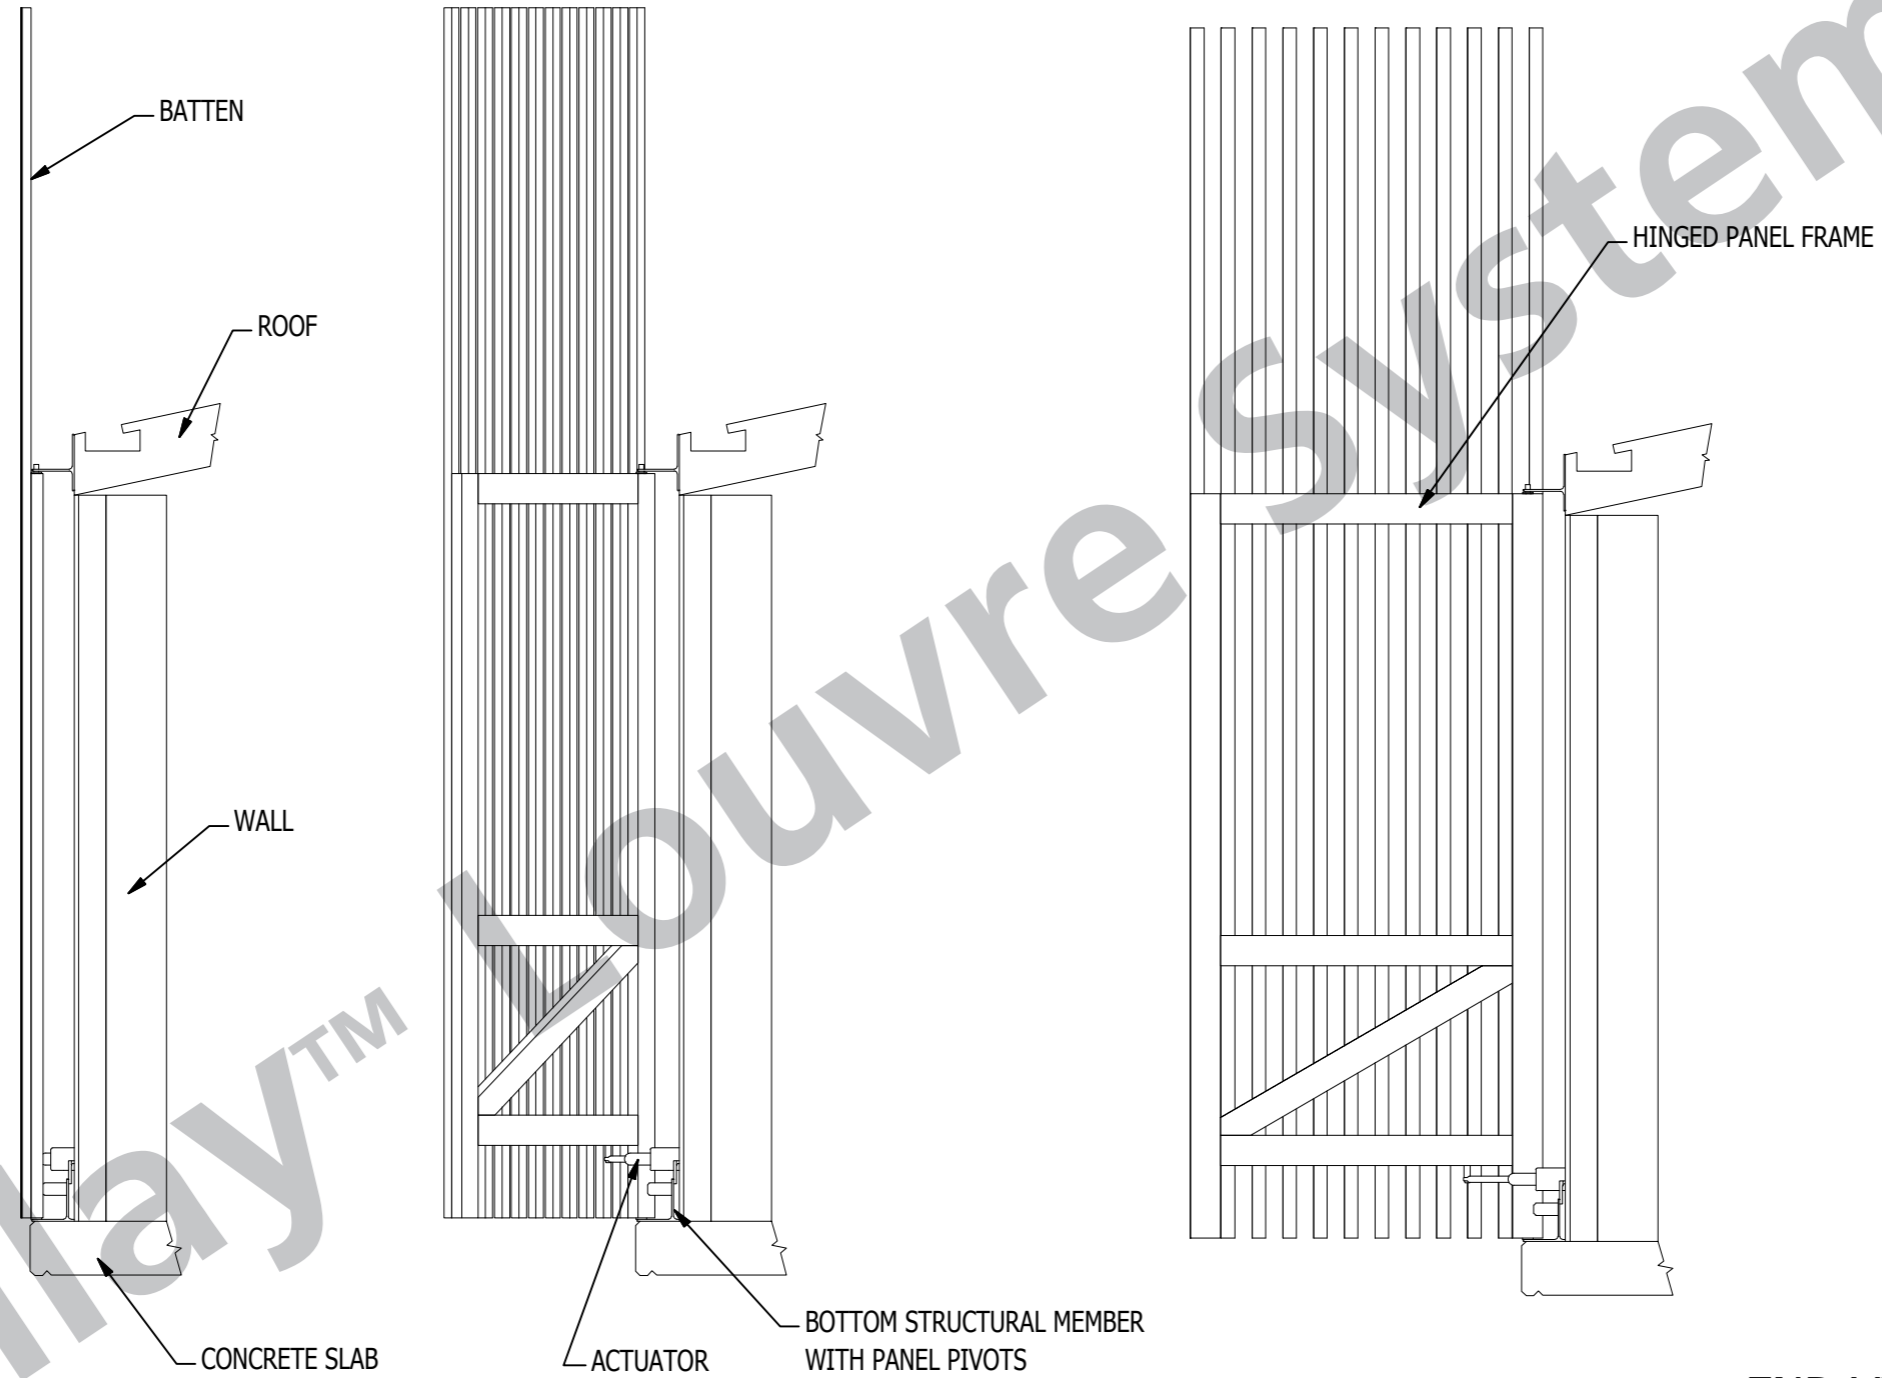 BATTEN
HINGED PANEL FRAME
ROOF
WALL
lay™ Louvre System
BOTTOM STRUCTURAL MEMBER
WITH PANEL PIVOTS
CONCRETE SLAB
ACTUATOR